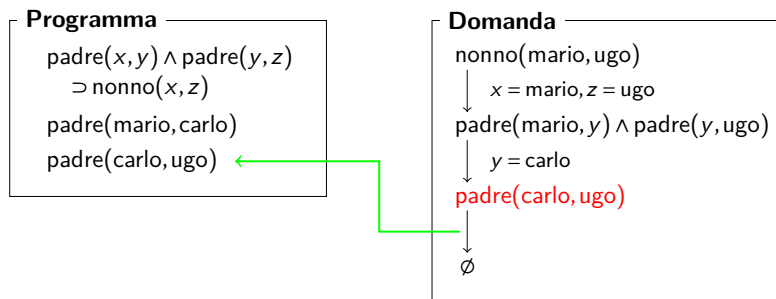 Programma
padre(x, y) ∧ padre(y, z)
⊃ nonno(x, z)
padre(mario, carlo)
padre(carlo, ugo)
Domanda
nonno(mario, ugo)
x = mario, z = ugo
padre(mario, y) ∧ padre(y, ugo)
y = carlo
padre(carlo, ugo)
∅